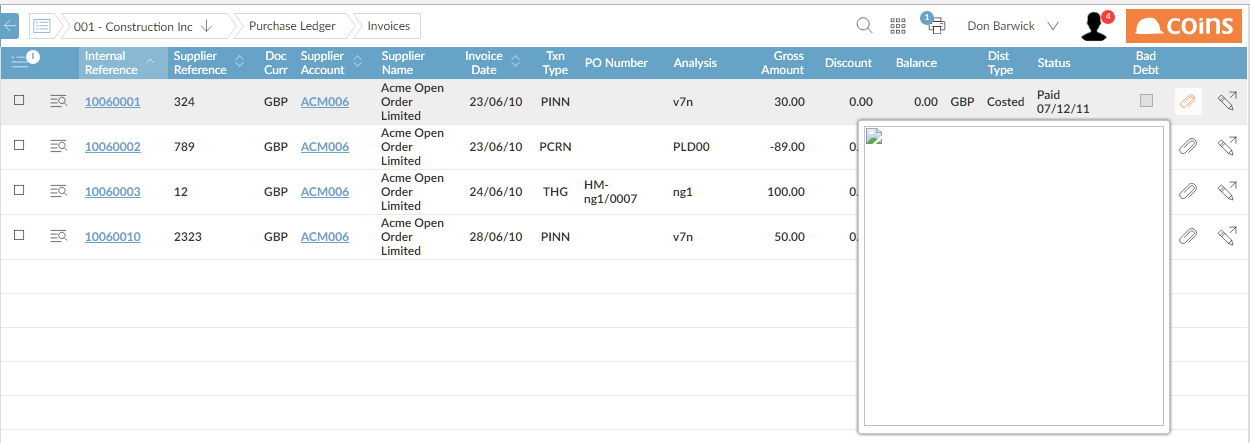 001 - Construction Inc Purchase Ledger Invoices 1 Don Barwick 4 coins
i Internal Reference Supplier Reference Doc Curr Supplier Account Supplier Name Invoice Date Txn Type PO Number Analysis Gross Amount Discount Balance Dist Type Status Bad Debt
10060001 324 GBP ACM006 Acme Open Order Limited 23/06/10 PINN v7n 30.00 0.00 0.00 GBP Costed Paid 07/12/11
10060002 789 GBP ACM006 Acme Open Order Limited 23/06/10 PCRN PLD00 -89.00 0.
10060003 12 GBP ACM006 Acme Open Order Limited 24/06/10 THG HM-ng1/0007 ng1 100.00 0.
10060010 2323 GBP ACM006 Acme Open Order Limited 28/06/10 PINN v7n 50.00 0.